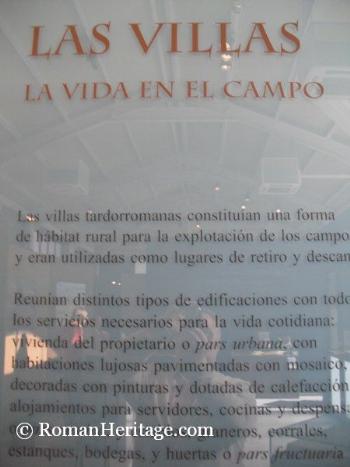 LAS VILLAS
LA VIDA EN EL CAMPO
Las villas tardorromanas constituían una forma
de hábitat rural para la explotación de los campo
y eran utilizadas como lugares de retiro y descan
Reunían distintos tipos de edificaciones con todo
los servicios necesarios para la vida cotidiana:
vivienda del propietario o pars urbana, con
habitaciones lujosas pavimentadas con mosaico,
decoradas con pinturas y dotadas de calefacción
alojamientos para servidores, cocinas y despens
graneros, corrales,
estanques, bodegas, y huertas o pars fructuaria
© RomanHeritage.com